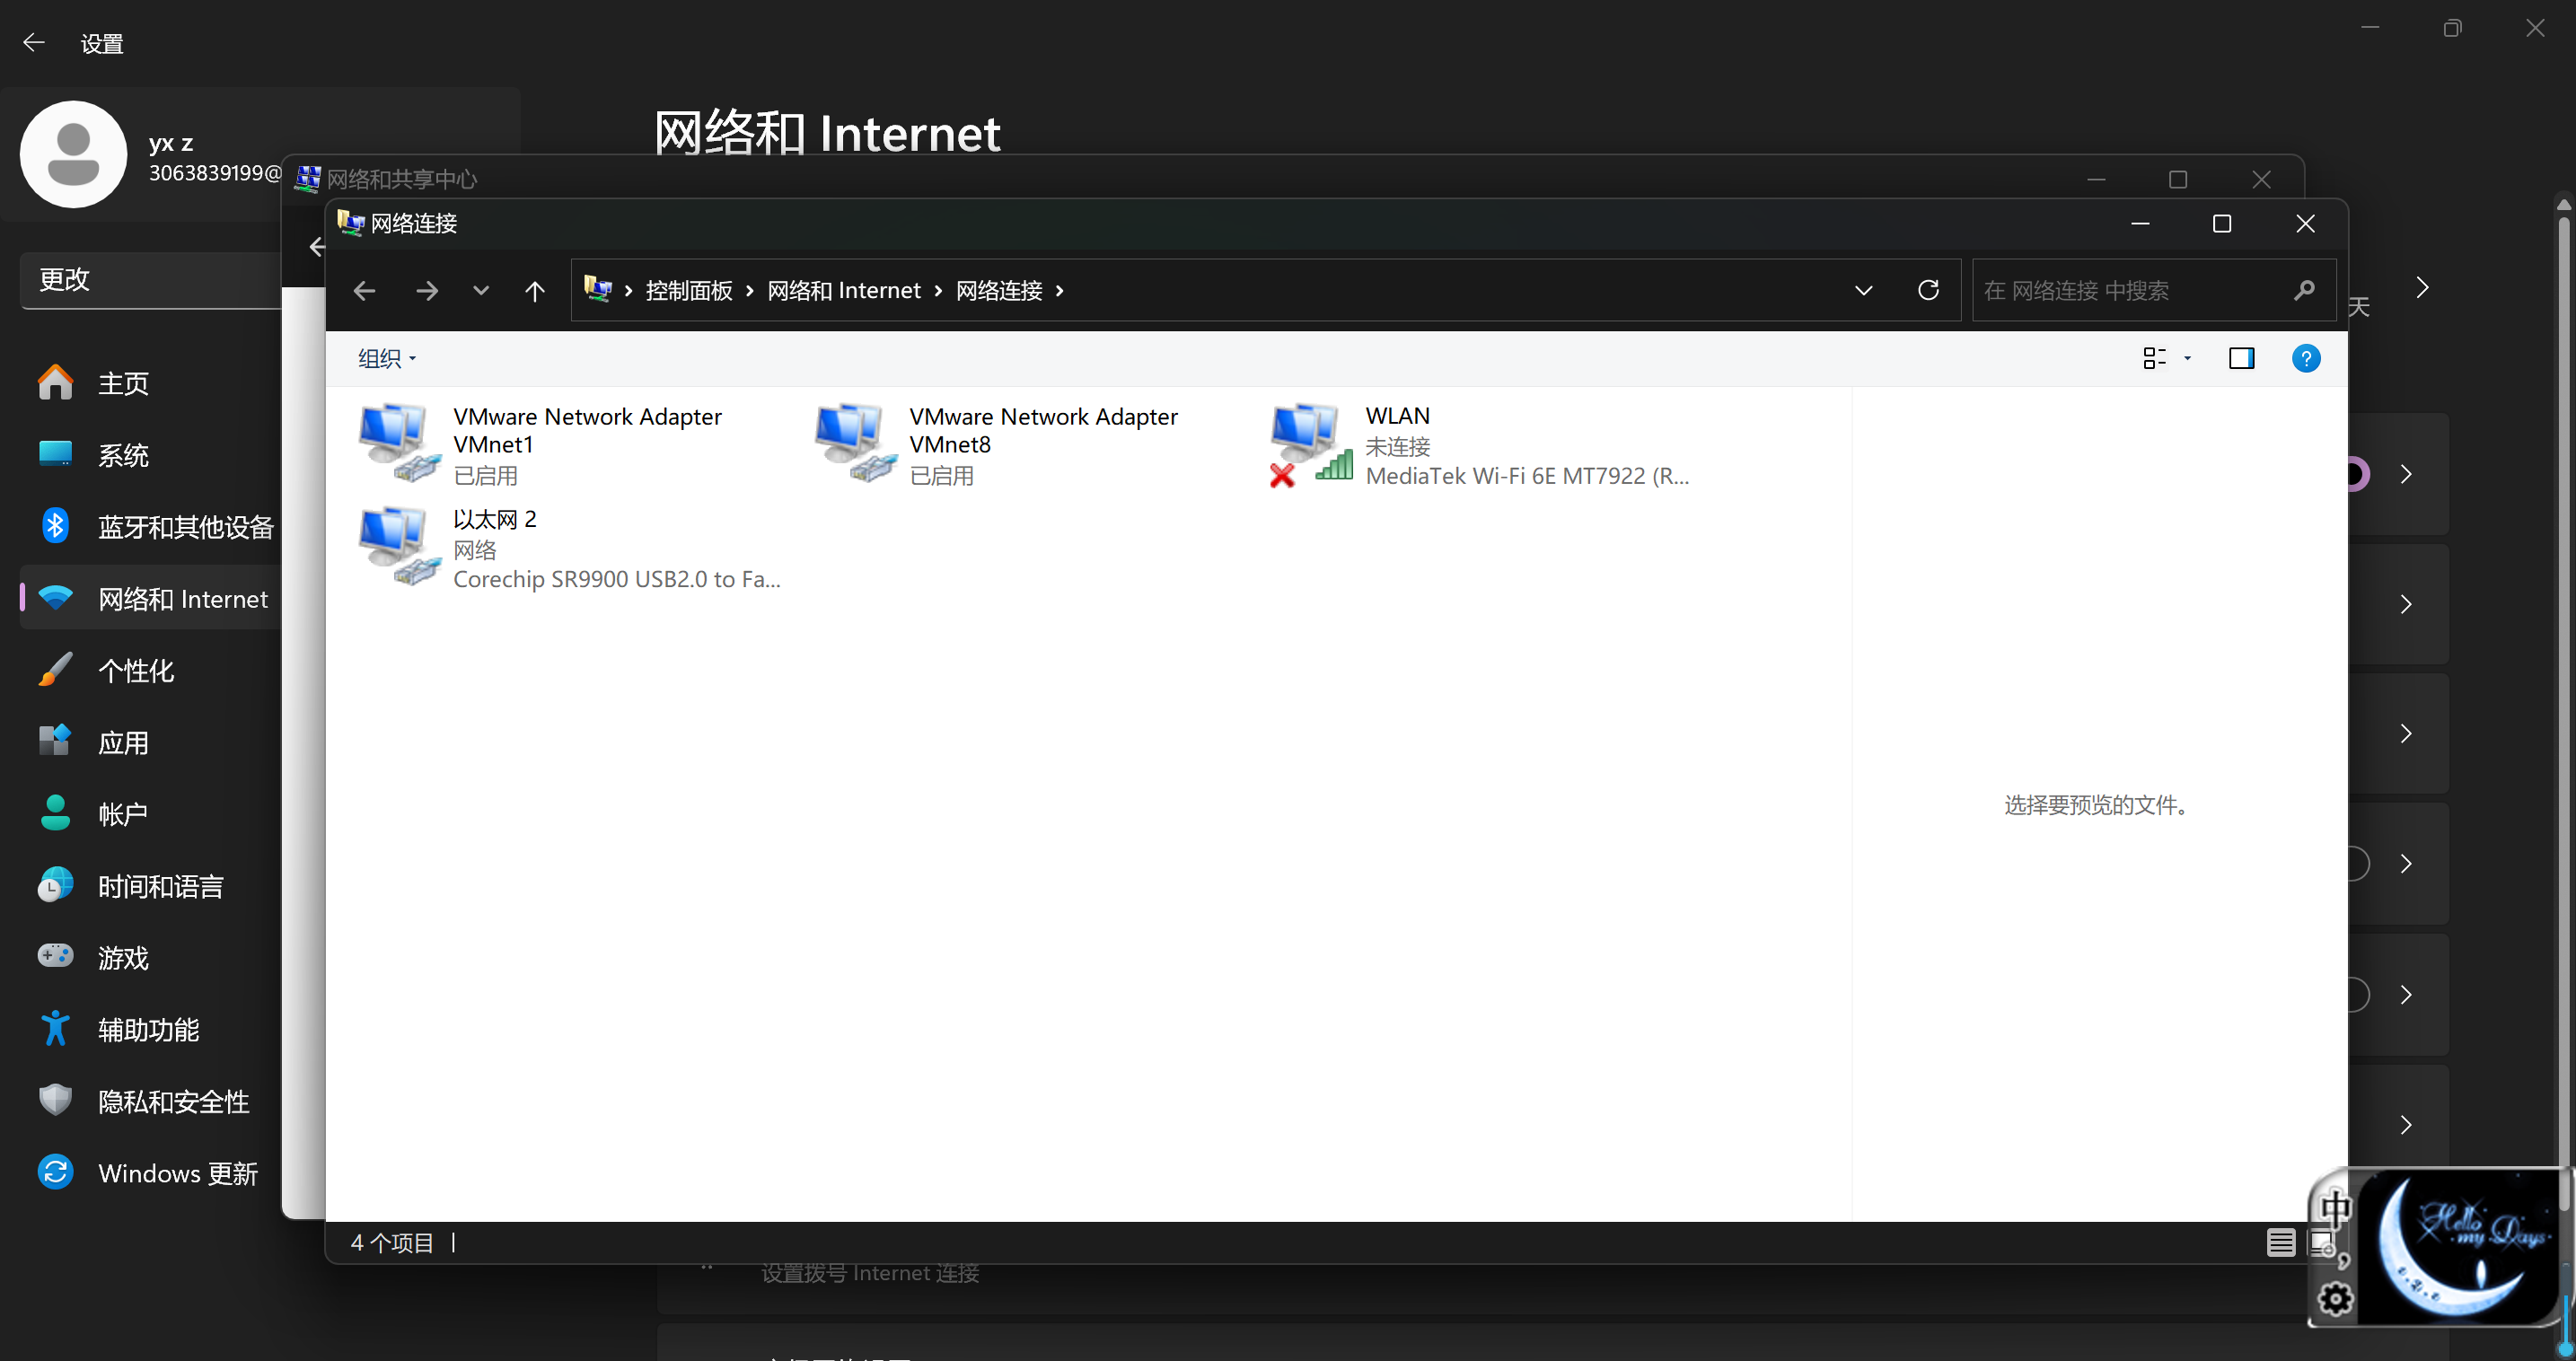 设置
yx z
3063839199@
更改
主页
系统
蓝牙和其他设备
网络和 Internet
个性化
应用
帐户
时间和语言
游戏
辅助功能
隐私和安全性
Windows 更新
网络和 Internet
天
网络和共享中心
网络连接
控制面板 网络和 Internet 网络连接
在 网络连接 中搜索
组织
VMware Network Adapter
VMnet1
已启用
VMware Network Adapter
VMnet8
已启用
WLAN
未连接
MediaTek Wi-Fi 6E MT7922 (R...
以太网 2
网络
Corechip SR9900 USB2.0 to Fa...
选择要预览的文件。
4 个项目
设置拨号 Internet 连接
中
Hello
my Days